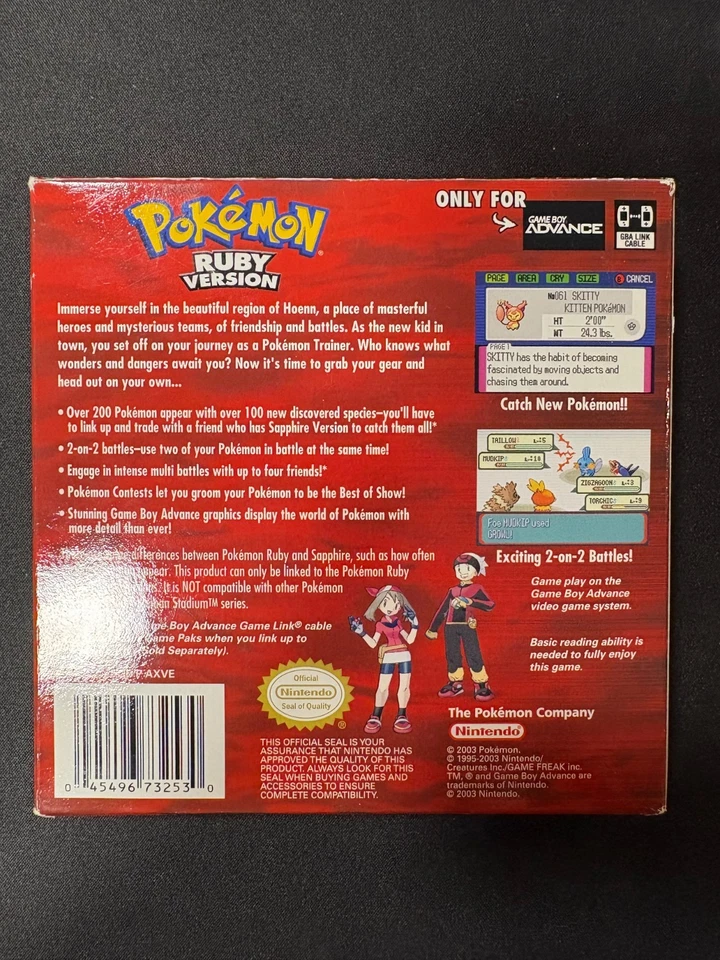 POKéMON
RUBY
VERSION
ONLY FOR
GAME BOY
ADVANCE
GBA LINK
CABLE
Immerse yourself in the beautiful region of Hoenn, a place of masterful
heroes and mysterious teams, of friendship and battles. As the new kid in
town, you set off on your journey as a Pokémon Trainer. Who knows what
wonders and dangers await you? Now it's time to grab your gear and
head out on your own...
• Over 200 Pokémon appear with over 100 new discovered species–you'll have
to link up and trade with a friend who has Sapphire Version to catch them all!*
• 2-on-2 battles–use two of your Pokémon in battle at the same time!
• Engage in intense multi battles with up to four friends!*
• Pokémon Contests let you groom your Pokémon to be the Best of Show!
• Stunning Game Boy Advance graphics display the world of Pokémon with
more detail than ever!
differences between Pokémon Ruby and Sapphire, such as how often
This product can only be linked to the Pokémon Ruby
It is NOT compatible with other Pokémon
Stadium™ series.
Boy Advance Game Link® cable
Game Paks when you link up to
Sold Separately).
AXVE
PAGE AREA CRY SIZE CANCEL
No061 SKITTY
KITTEN POKéMON
HT 2'00"
WT 24.3 lbs.
PAGE1
SKITTY has the habit of becoming
fascinated by moving objects and
chasing them around.
Catch New Pokémon!!
TAILLOW Lv5
MUDKIP Lv10
ZIGZAGOON Lv3
TORCHIC Lv9
Foe MUDKIP used
GROWL!
Exciting 2-on-2 Battles!
Game play on the
Game Boy Advance
video game system.
Basic reading ability is
needed to fully enjoy
this game.
Official
Nintendo
Seal of Quality
®
THIS OFFICIAL SEAL IS YOUR
ASSURANCE THAT NINTENDO HAS
APPROVED THE QUALITY OF THIS
PRODUCT. ALWAYS LOOK FOR THIS
SEAL WHEN BUYING GAMES AND
ACCESSORIES TO ENSURE
COMPLETE COMPATIBILITY.
0 45496 73253 0
The Pokémon Company
Nintendo
© 2003 Pokémon.
© 1995-2003 Nintendo/
Creatures Inc./GAME FREAK inc.
TM, ® and Game Boy Advance are
trademarks of Nintendo.
© 2003 Nintendo.